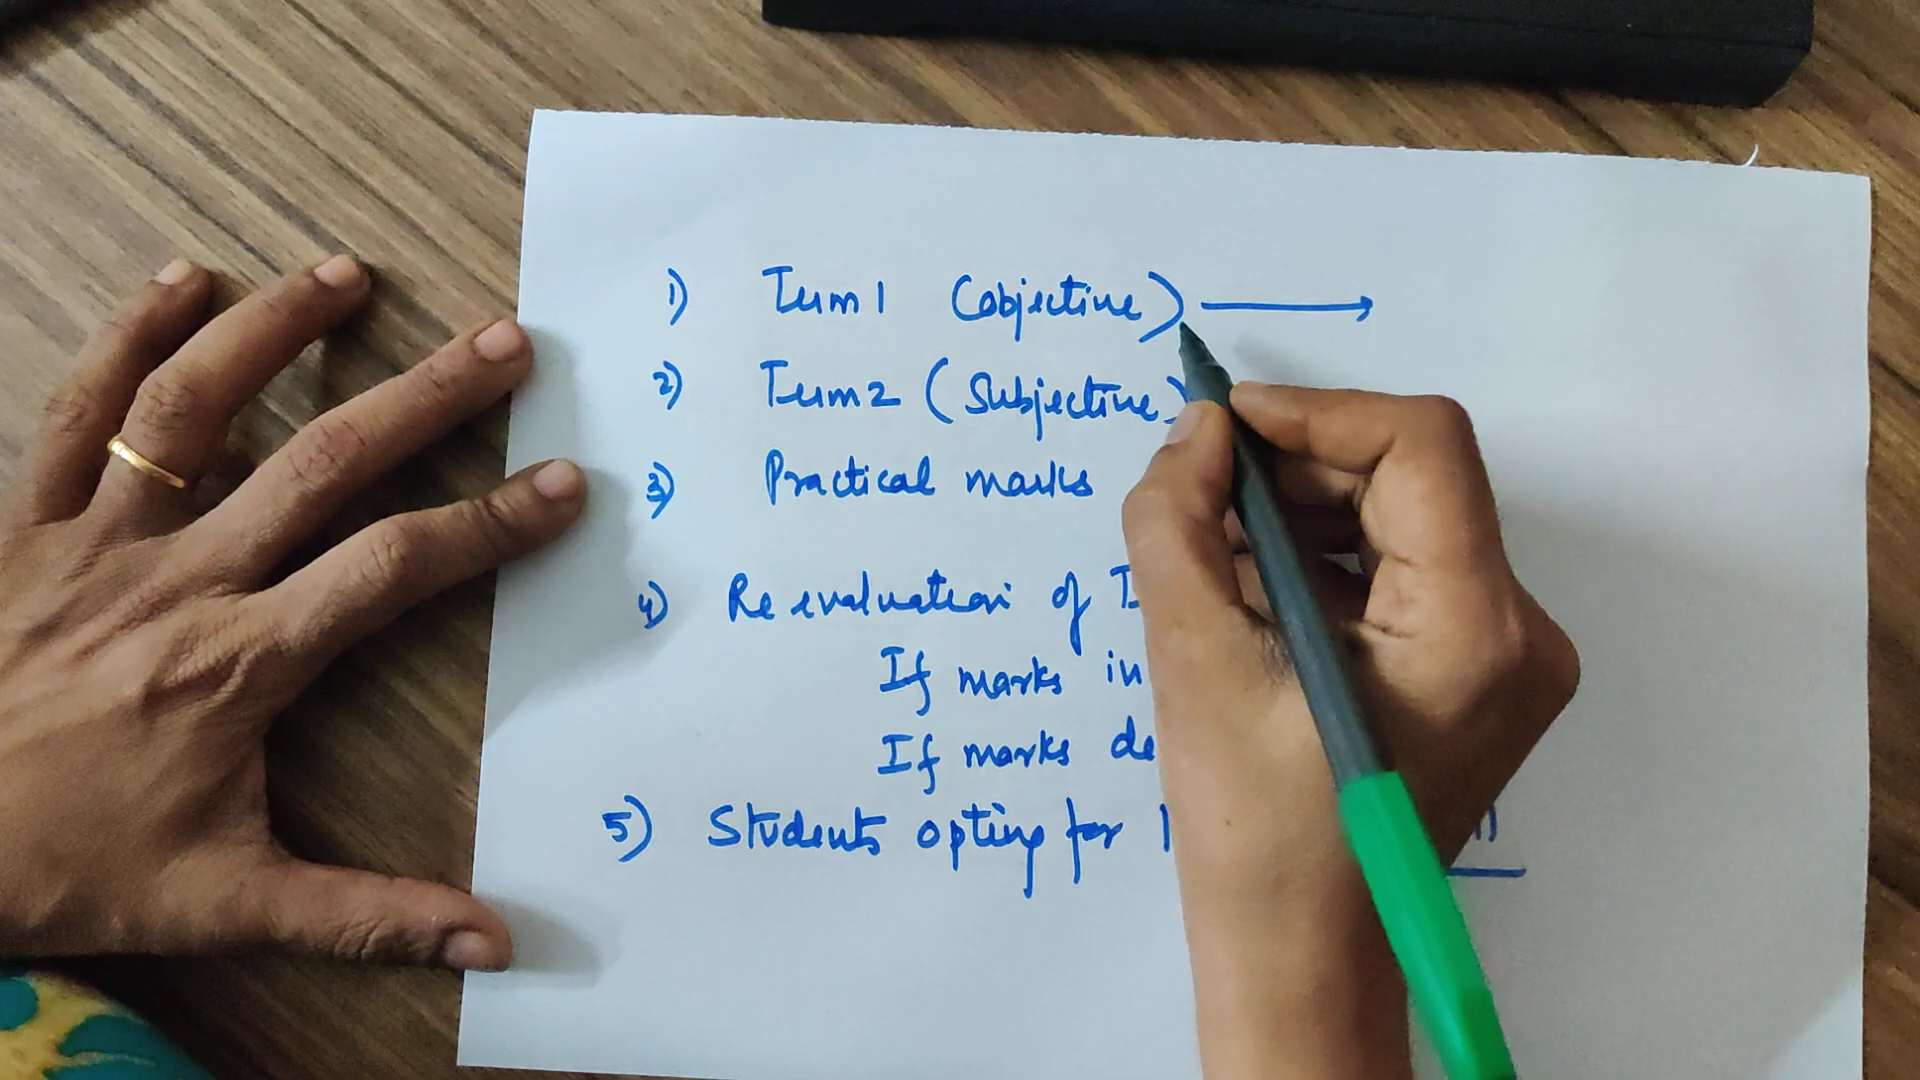 1) Term 1 (objective) →
2) Term 2 (Subjective)
3) Practical marks
4) Re evaluation of
If marks in
If marks de
5) Students opting for